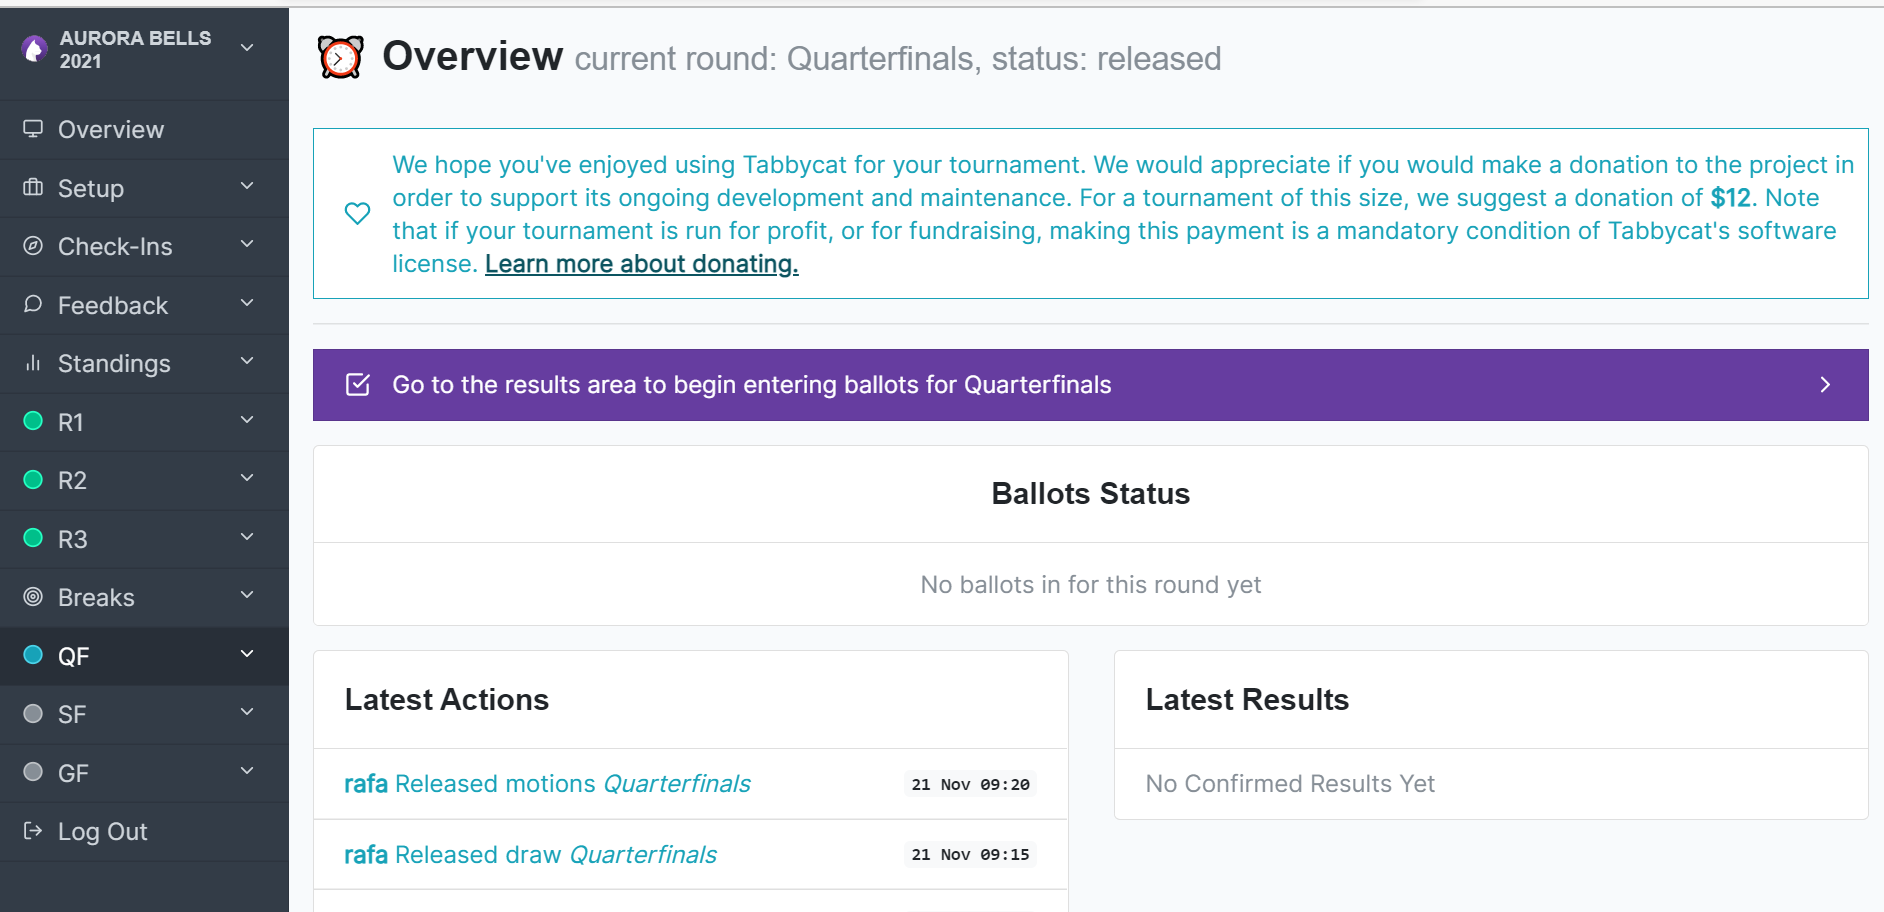 AURORA BELLS
2021
Overview
Setup
Check-Ins
Feedback
Standings
R1
R2
R3
Breaks
QF
SF
GF
Log Out
Overview current round: Quarterfinals, status: released
We hope you've enjoyed using Tabbycat for your tournament. We would appreciate if you would make a donation to the project in
order to support its ongoing development and maintenance. For a tournament of this size, we suggest a donation of $12. Note
that if your tournament is run for profit, or for fundraising, making this payment is a mandatory condition of Tabbycat's software
license. Learn more about donating.
Go to the results area to begin entering ballots for Quarterfinals
Ballots Status
No ballots in for this round yet
Latest Actions
rafa Released motions Quarterfinals 21 Nov 09:20
rafa Released draw Quarterfinals 21 Nov 09:15
Latest Results
No Confirmed Results Yet